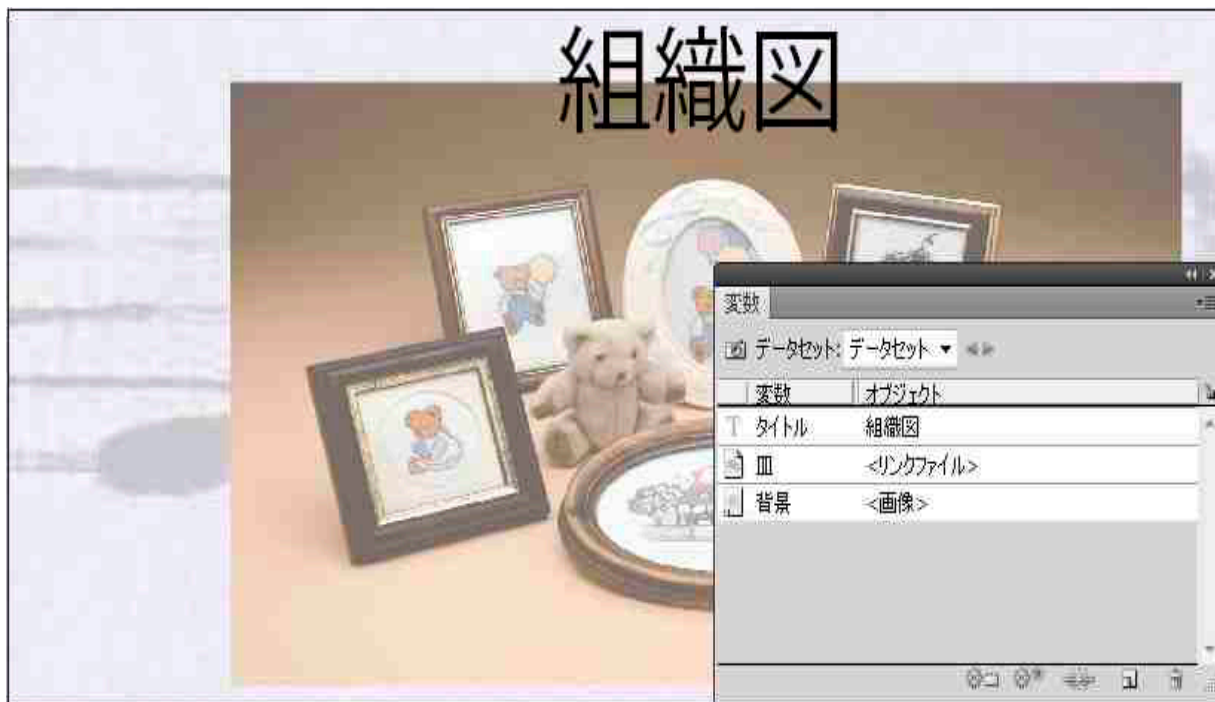 組織図
変数
データセット: データセット
変数 オブジェクト
タイトル 組織図
皿 <リンクファイル>
背景 <画像>